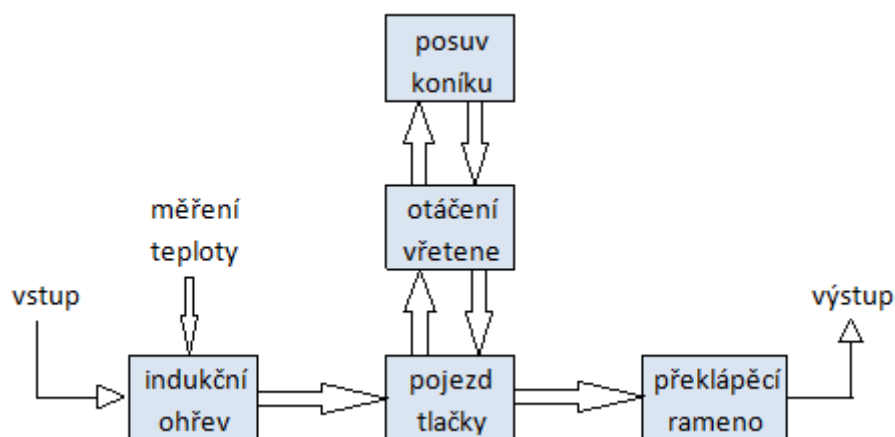 posuv
koníku
měření
teploty
otáčení
vřetene
vstup
výstup
indukční
ohřev
pojezd
tlačky
překlápěcí
rameno